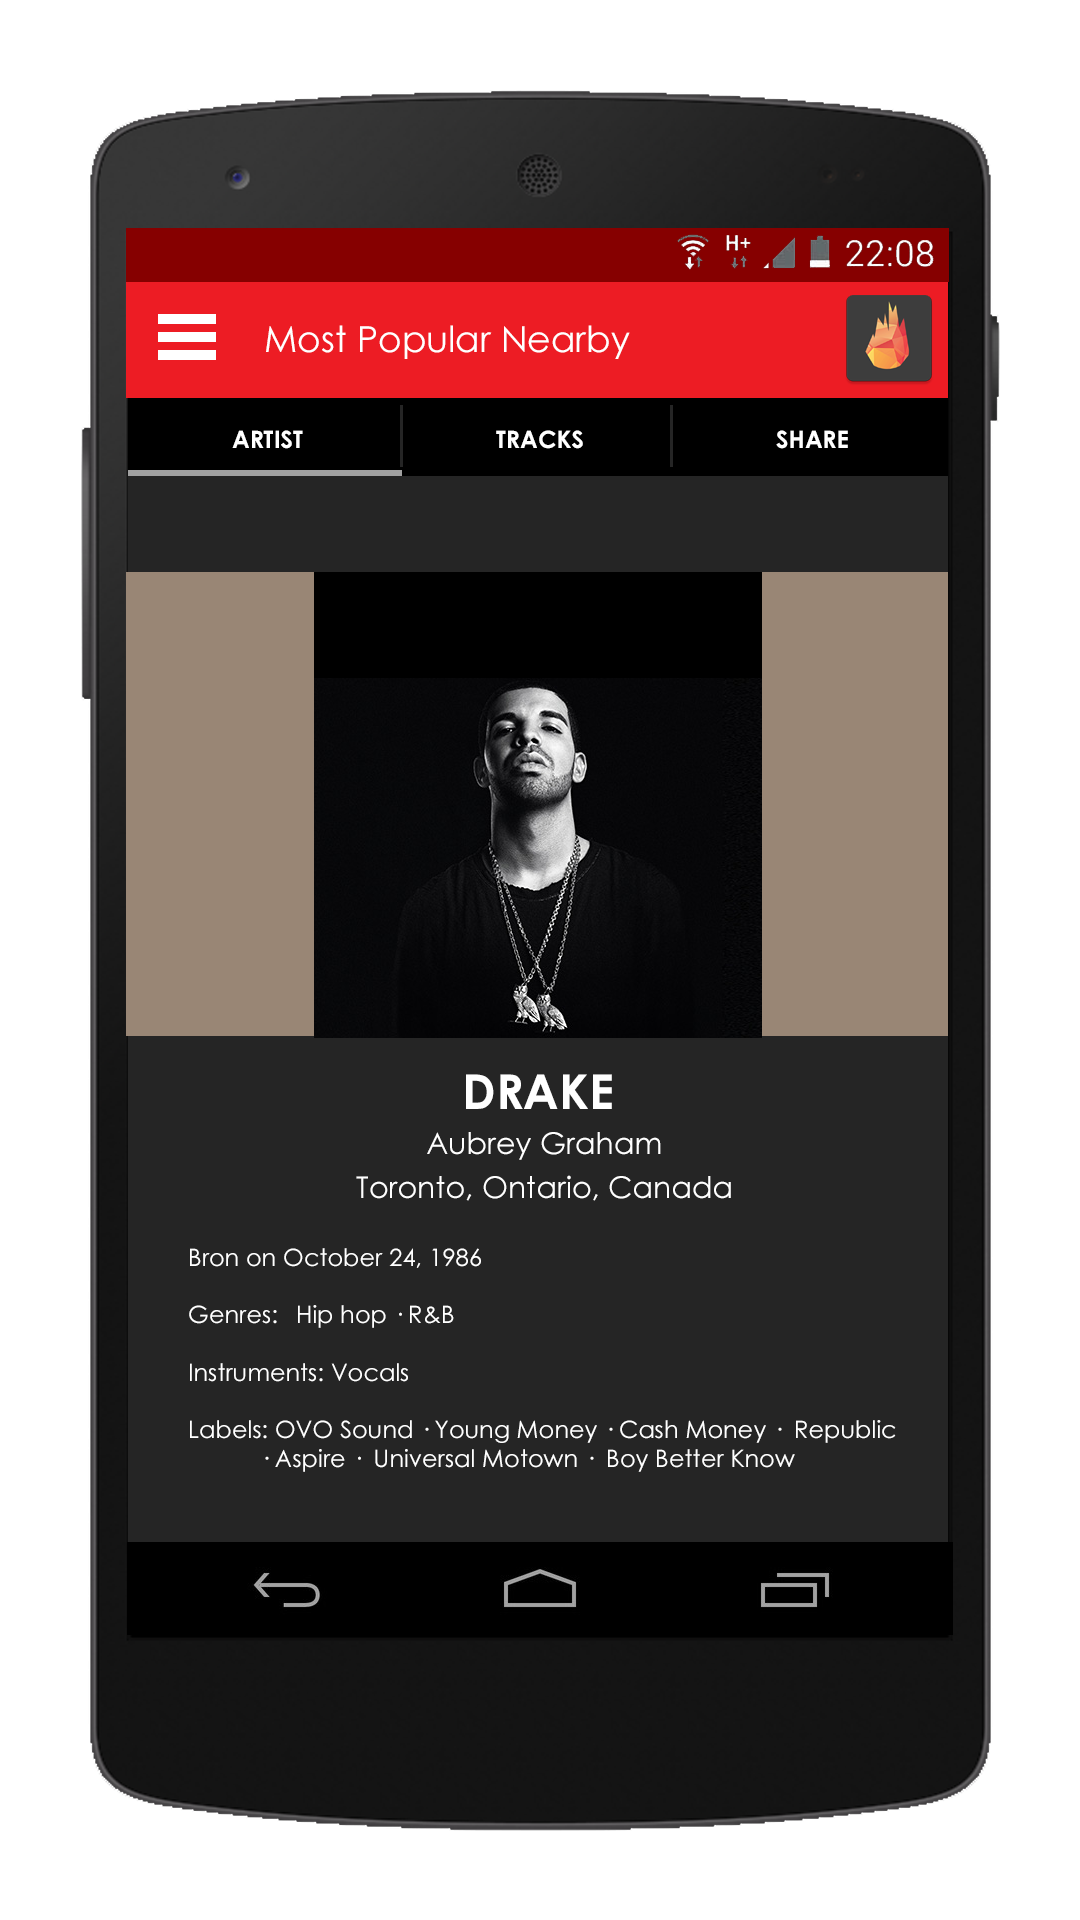 H+ 22:08
Most Popular Nearby
ARTIST TRACKS SHARE
DRAKE
Aubrey Graham
Toronto, Ontario, Canada
Bron on October 24, 1986
Genres: Hip hop · R&B
Instruments: Vocals
Labels: OVO Sound · Young Money · Cash Money · Republic
· Aspire · Universal Motown · Boy Better Know